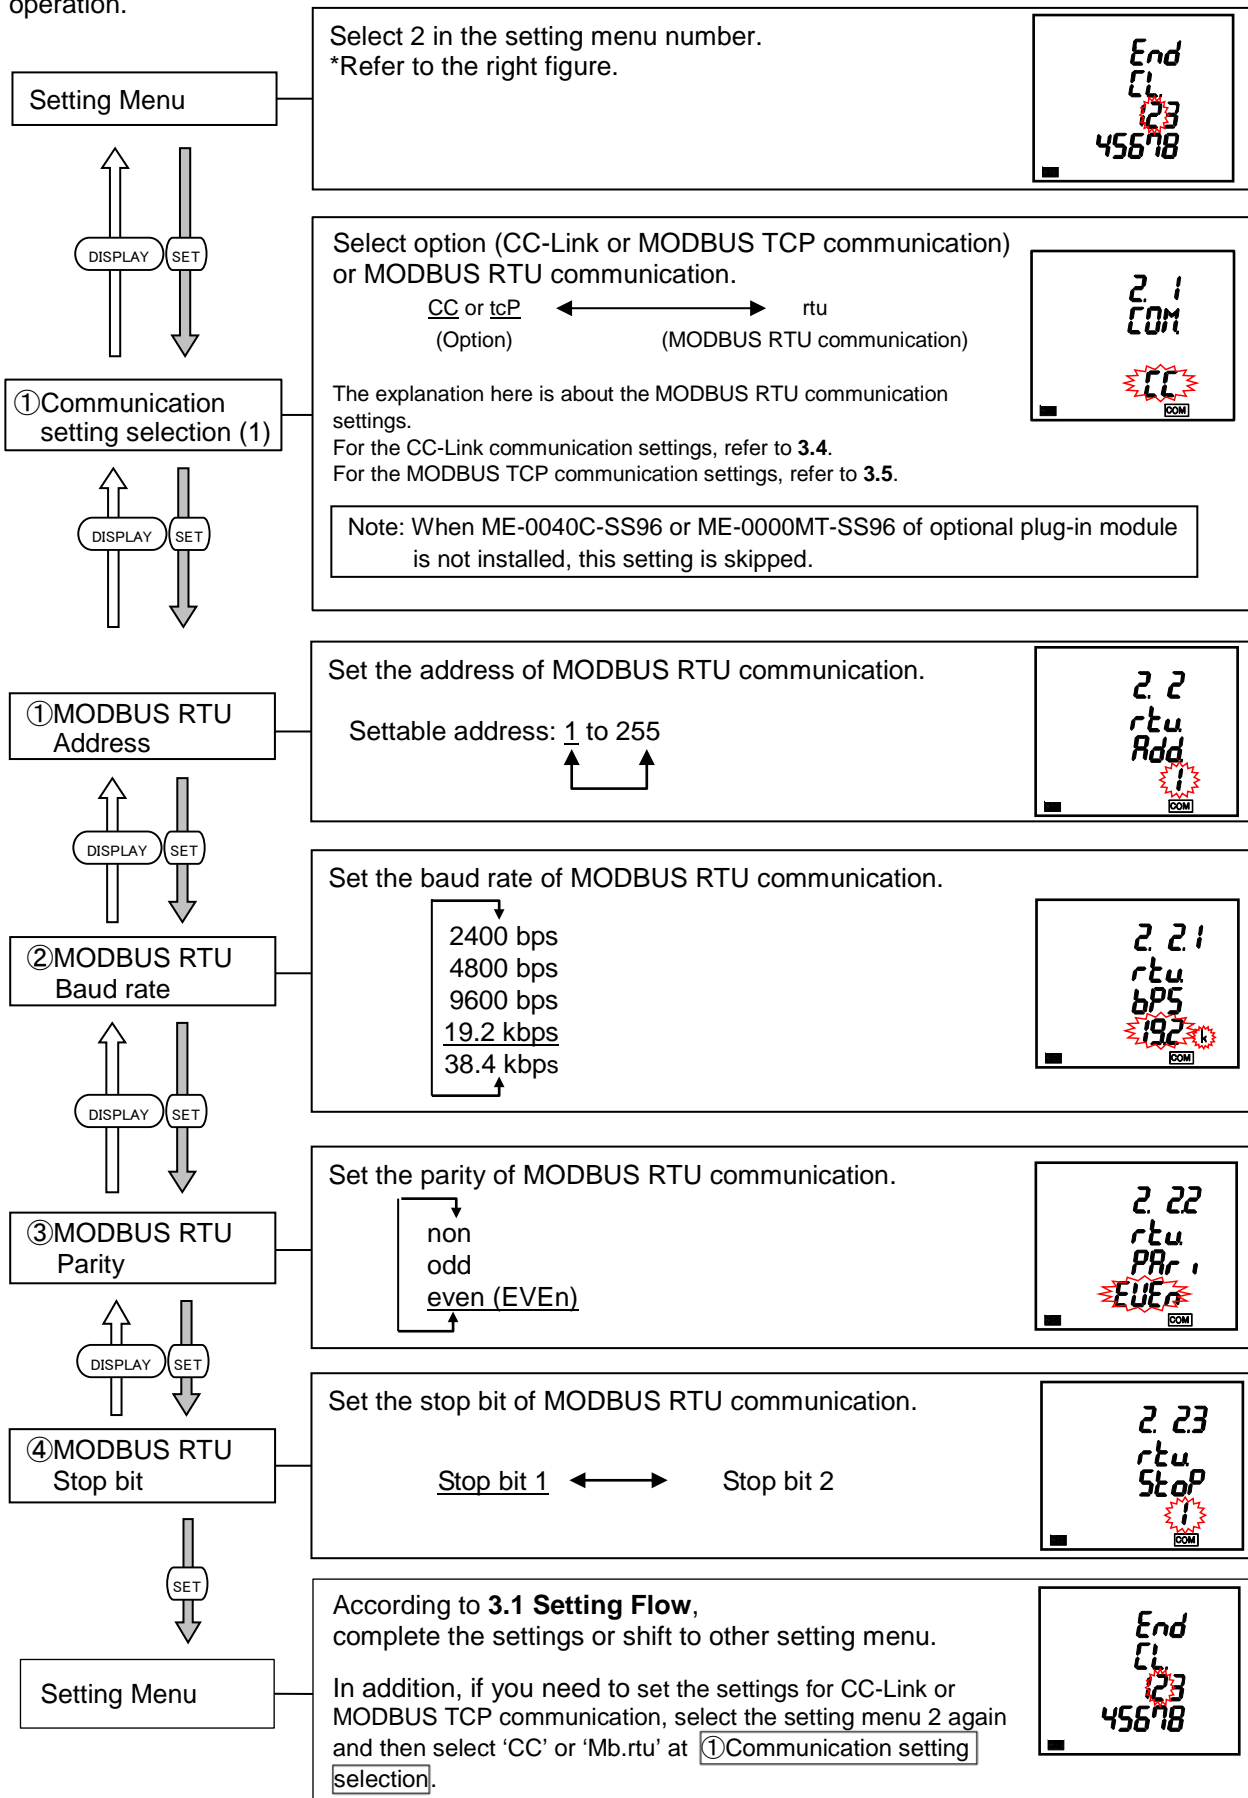 operation.
Setting Menu
Select 2 in the setting menu number.
*Refer to the right figure.
End
CL.
123
45678
DISPLAY
SET
①Communication
setting selection (1)
Select option (CC-Link or MODBUS TCP communication)
or MODBUS RTU communication.
CC or tcP
rtu
(Option)
(MODBUS RTU communication)
The explanation here is about the MODBUS RTU communication
settings.
For the CC-Link communication settings, refer to 3.4.
For the MODBUS TCP communication settings, refer to 3.5.
Note: When ME-0040C-SS96 or ME-0000MT-SS96 of optional plug-in module
is not installed, this setting is skipped.
2. 1
COM.
CC
COM
DISPLAY
SET
①MODBUS RTU
Address
Set the address of MODBUS RTU communication.
Settable address: 1 to 255
2. 2
rtu.
Add.
1
COM
DISPLAY
SET
②MODBUS RTU
Baud rate
Set the baud rate of MODBUS RTU communication.
2400 bps
4800 bps
9600 bps
19.2 kbps
38.4 kbps
2. 2.1
rtu.
bPS
19.2 k
COM
DISPLAY
SET
③MODBUS RTU
Parity
Set the parity of MODBUS RTU communication.
non
odd
even (EVEn)
2. 2.2
rtu.
PAri
EVEn
COM
DISPLAY
SET
④MODBUS RTU
Stop bit
Set the stop bit of MODBUS RTU communication.
Stop bit 1
Stop bit 2
2. 2.3
rtu.
StoP
1
COM
SET
Setting Menu
According to 3.1 Setting Flow,
complete the settings or shift to other setting menu.
In addition, if you need to set the settings for CC-Link or
MODBUS TCP communication, select the setting menu 2 again
and then select ‘CC’ or ‘Mb.rtu’ at ①Communication setting
selection.
End
CL.
123
45678